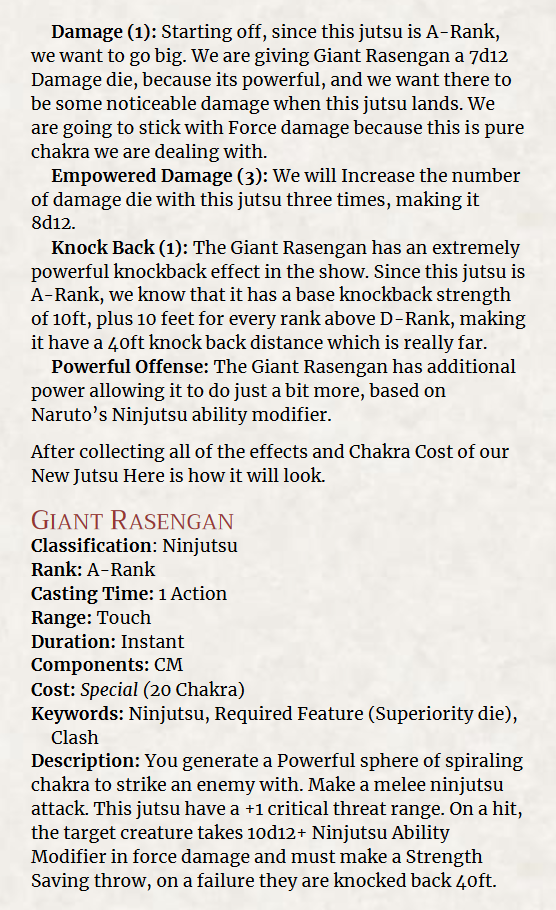 Damage (1): Starting off, since this jutsu is A-Rank,
we want to go big. We are giving Giant Rasengan a 7d12
Damage die, because its powerful, and we want there to
be some noticeable damage when this jutsu lands. We
are going to stick with Force damage because this is pure
chakra we are dealing with.
Empowered Damage (3): We will Increase the number
of damage die with this jutsu three times, making it
8d12.
Knock Back (1): The Giant Rasengan has an extremely
powerful knockback effect in the show. Since this jutsu is
A-Rank, we know that it has a base knockback strength
of 10ft, plus 10 feet for every rank above D-Rank, making
it have a 40ft knock back distance which is really far.
Powerful Offense: The Giant Rasengan has additional
power allowing it to do just a bit more, based on
Naruto's Ninjutsu ability modifier.
After collecting all of the effects and Chakra Cost of our
New Jutsu Here is how it will look.
Giant Rasengan
Classification: Ninjutsu
Rank: A-Rank
Casting Time: 1 Action
Range: Touch
Duration: Instant
Components: CM
Cost: Special (20 Chakra)
Keywords: Ninjutsu, Required Feature (Superiority die),
Clash
Description: You generate a Powerful sphere of spiraling
chakra to strike an enemy with. Make a melee ninjutsu
attack. This jutsu have a +1 critical threat range. On a hit,
the target creature takes 10d12+ Ninjutsu Ability
Modifier in force damage and must make a Strength
Saving throw, on a failure they are knocked back 40ft.